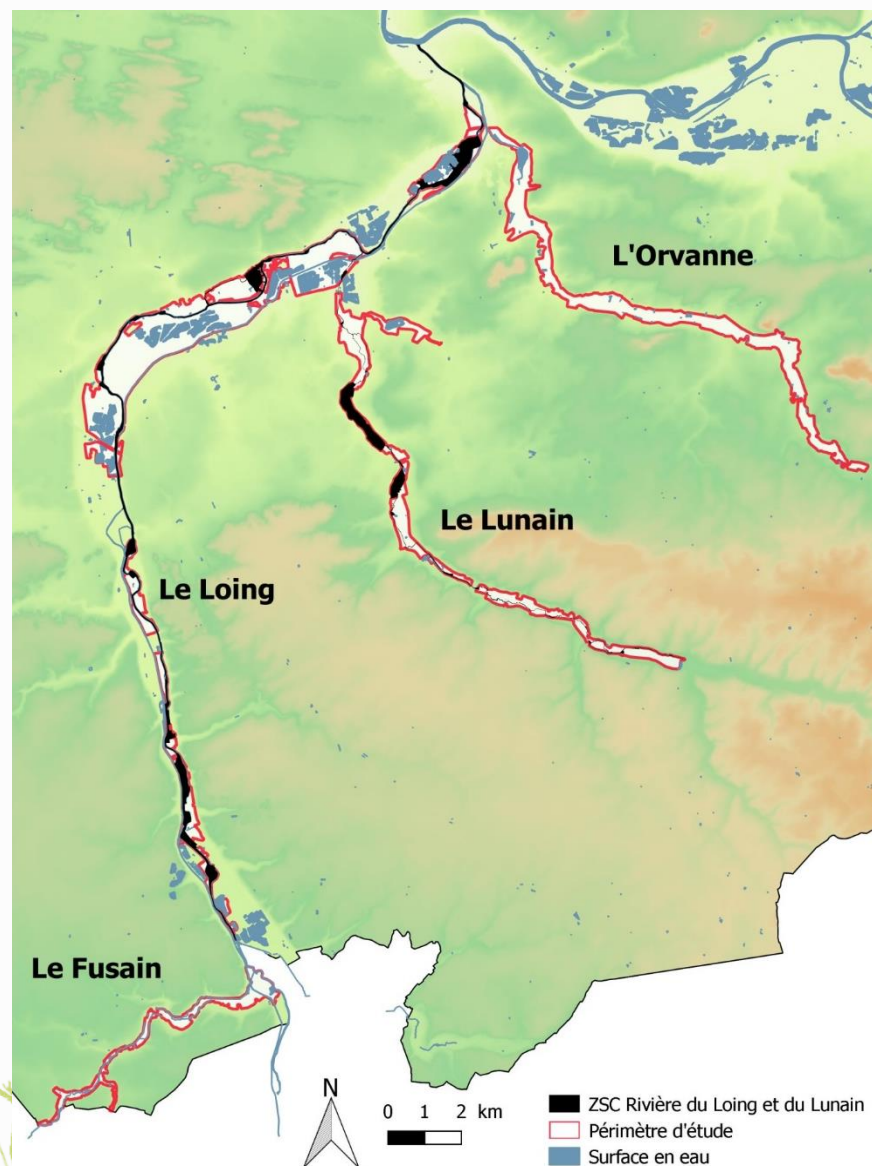 L'Orvanne
Le Lunain
Le Loing
Le Fusain
N
0 1 2 km
ZSC Rivière du Loing et du Lunain
Périmètre d'étude
Surface en eau